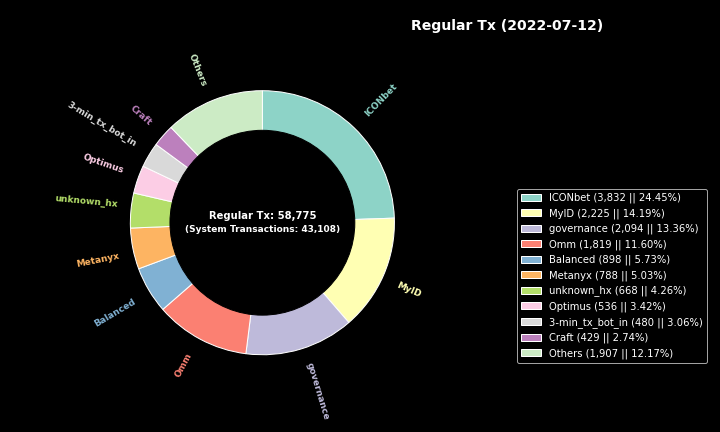 Regular Tx (2022-07-12)
Others
ICONbet
Craft
3-min_tx_bot_in
Optimus
unknown_hx
Metanyx
Balanced
Omm
governance
MyID
Regular Tx: 58,775
(System Transactions: 43,108)
ICONbet (3,832 || 24.45%)
MyID (2,225 || 14.19%)
governance (2,094 || 13.36%)
Omm (1,819 || 11.60%)
Balanced (898 || 5.73%)
Metanyx (788 || 5.03%)
unknown_hx (668 || 4.26%)
Optimus (536 || 3.42%)
3-min_tx_bot_in (480 || 3.06%)
Craft (429 || 2.74%)
Others (1,907 || 12.17%)